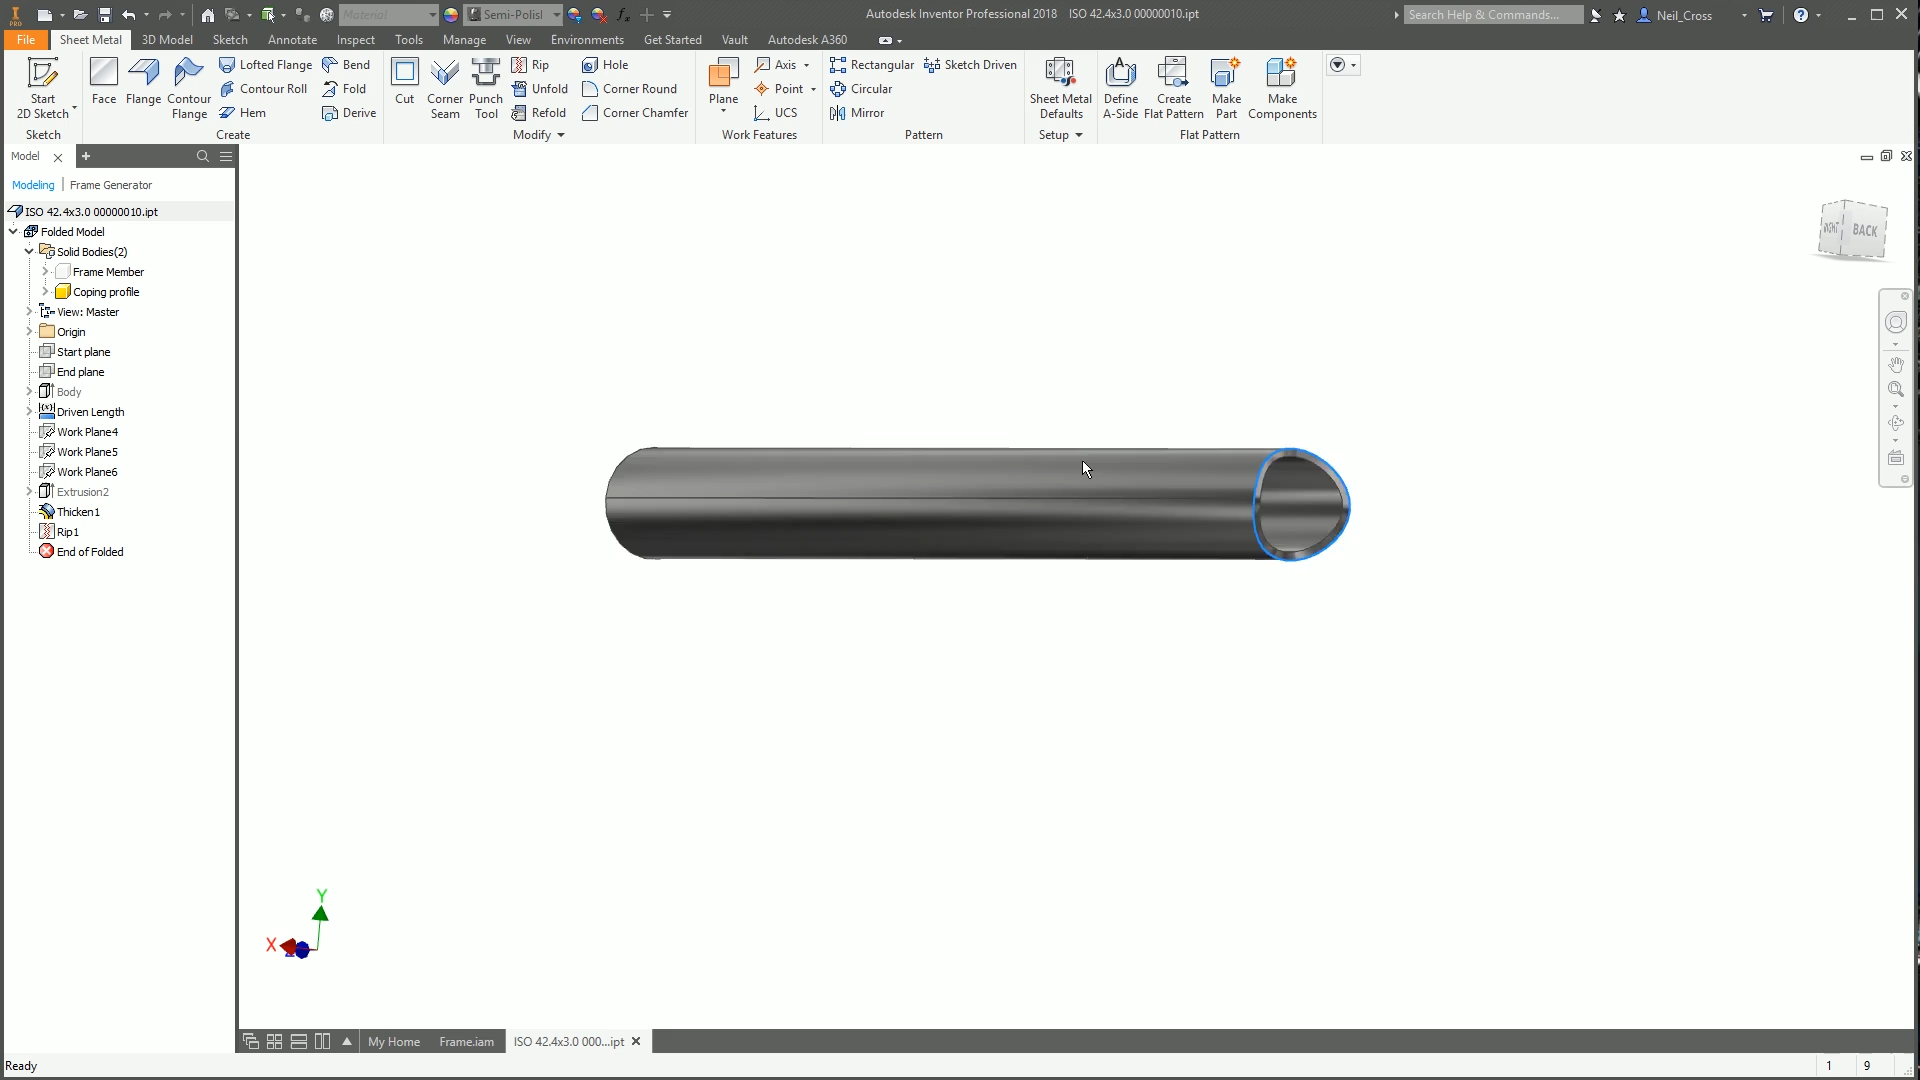 PRO
Material
Semi-Polisl
fx
Autodesk Inventor Professional 2018 ISO 42.4x3.0 00000010.ipt
Search Help & Commands...
Neil_Cross
File Sheet Metal 3D Model Sketch Annotate Inspect Tools Manage View Environments Get Started Vault Autodesk A360
Start
2D Sketch
Sketch
Face
Flange
Contour
Flange
Lofted Flange
Contour Roll
Hem
Bend
Fold
Derive
Create
Cut
Corner
Seam
Punch
Tool
Rip
Unfold
Refold
Hole
Corner Round
Corner Chamfer
Modify
Plane
Axis
Point
UCS
Work Features
Rectangular
Circular
Mirror
Sketch Driven
Pattern
Sheet Metal
Defaults
Setup
Define
A-Side
Create
Flat Pattern
Make
Part
Make
Components
Flat Pattern
Model
Modeling Frame Generator
ISO 42.4x3.0 00000010.ipt
Folded Model
Solid Bodies(2)
Frame Member
Coping profile
View: Master
Origin
Start plane
End plane
Body
Driven Length
Work Plane4
Work Plane5
Work Plane6
Extrusion2
Thicken1
Rip1
End of Folded
RIGHT
BACK
Y
X
My Home Frame.iam ISO 42.4x3.0 000...ipt
Ready
1 9